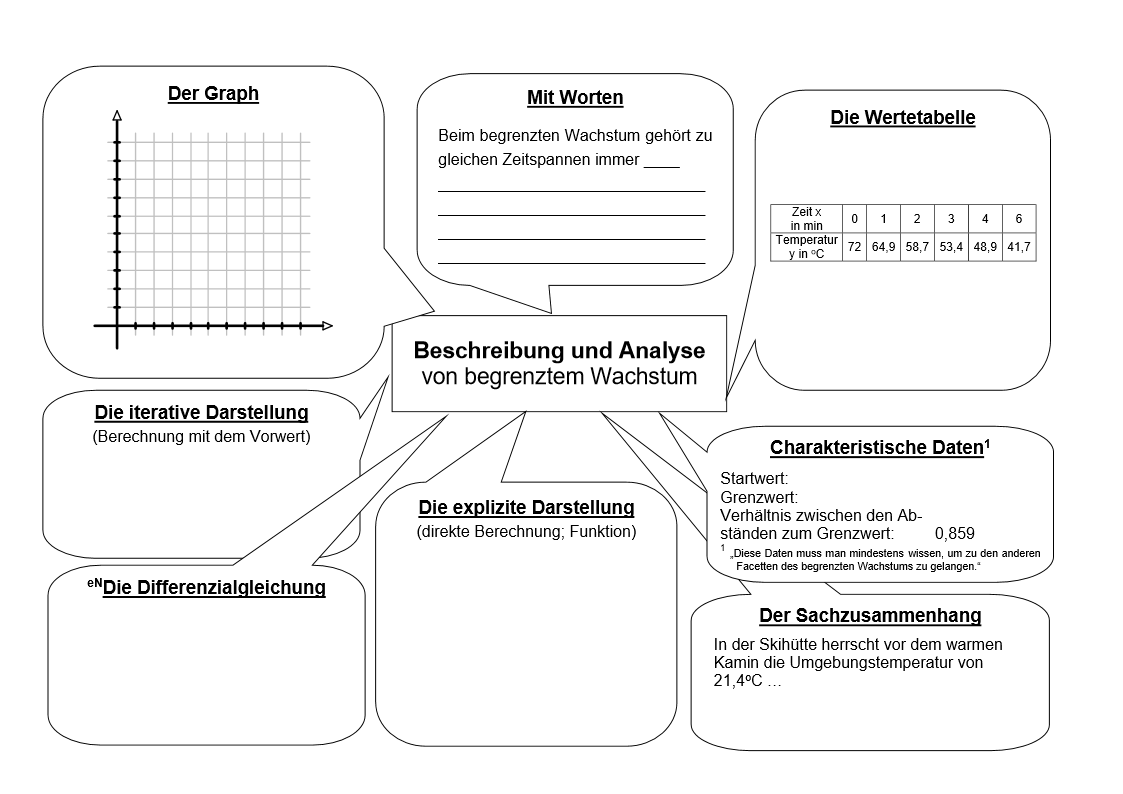 Der Graph
Mit Worten
Beim begrenzten Wachstum gehört zu
gleichen Zeitspannen immer ____
Die Wertetabelle
Zeit x
in min
0 1 2 3 4 6
Temperatur
y in ºC
72 64,9 58,7 53,4 48,9 41,7
Beschreibung und Analyse
von begrenztem Wachstum
Die iterative Darstellung
(Berechnung mit dem Vorwert)
Charakteristische Daten¹
Startwert:
Grenzwert:
Verhältnis zwischen den Ab-
ständen zum Grenzwert: 0,859
¹ „Diese Daten muss man mindestens wissen, um zu den anderen
Facetten des begrenzten Wachstums zu gelangen.“
Die explizite Darstellung
(direkte Berechnung; Funktion)
eNDie Differenzialgleichung
Der Sachzusammenhang
In der Skihütte herrscht vor dem warmen
Kamin die Umgebungstemperatur von
21,4ºC …